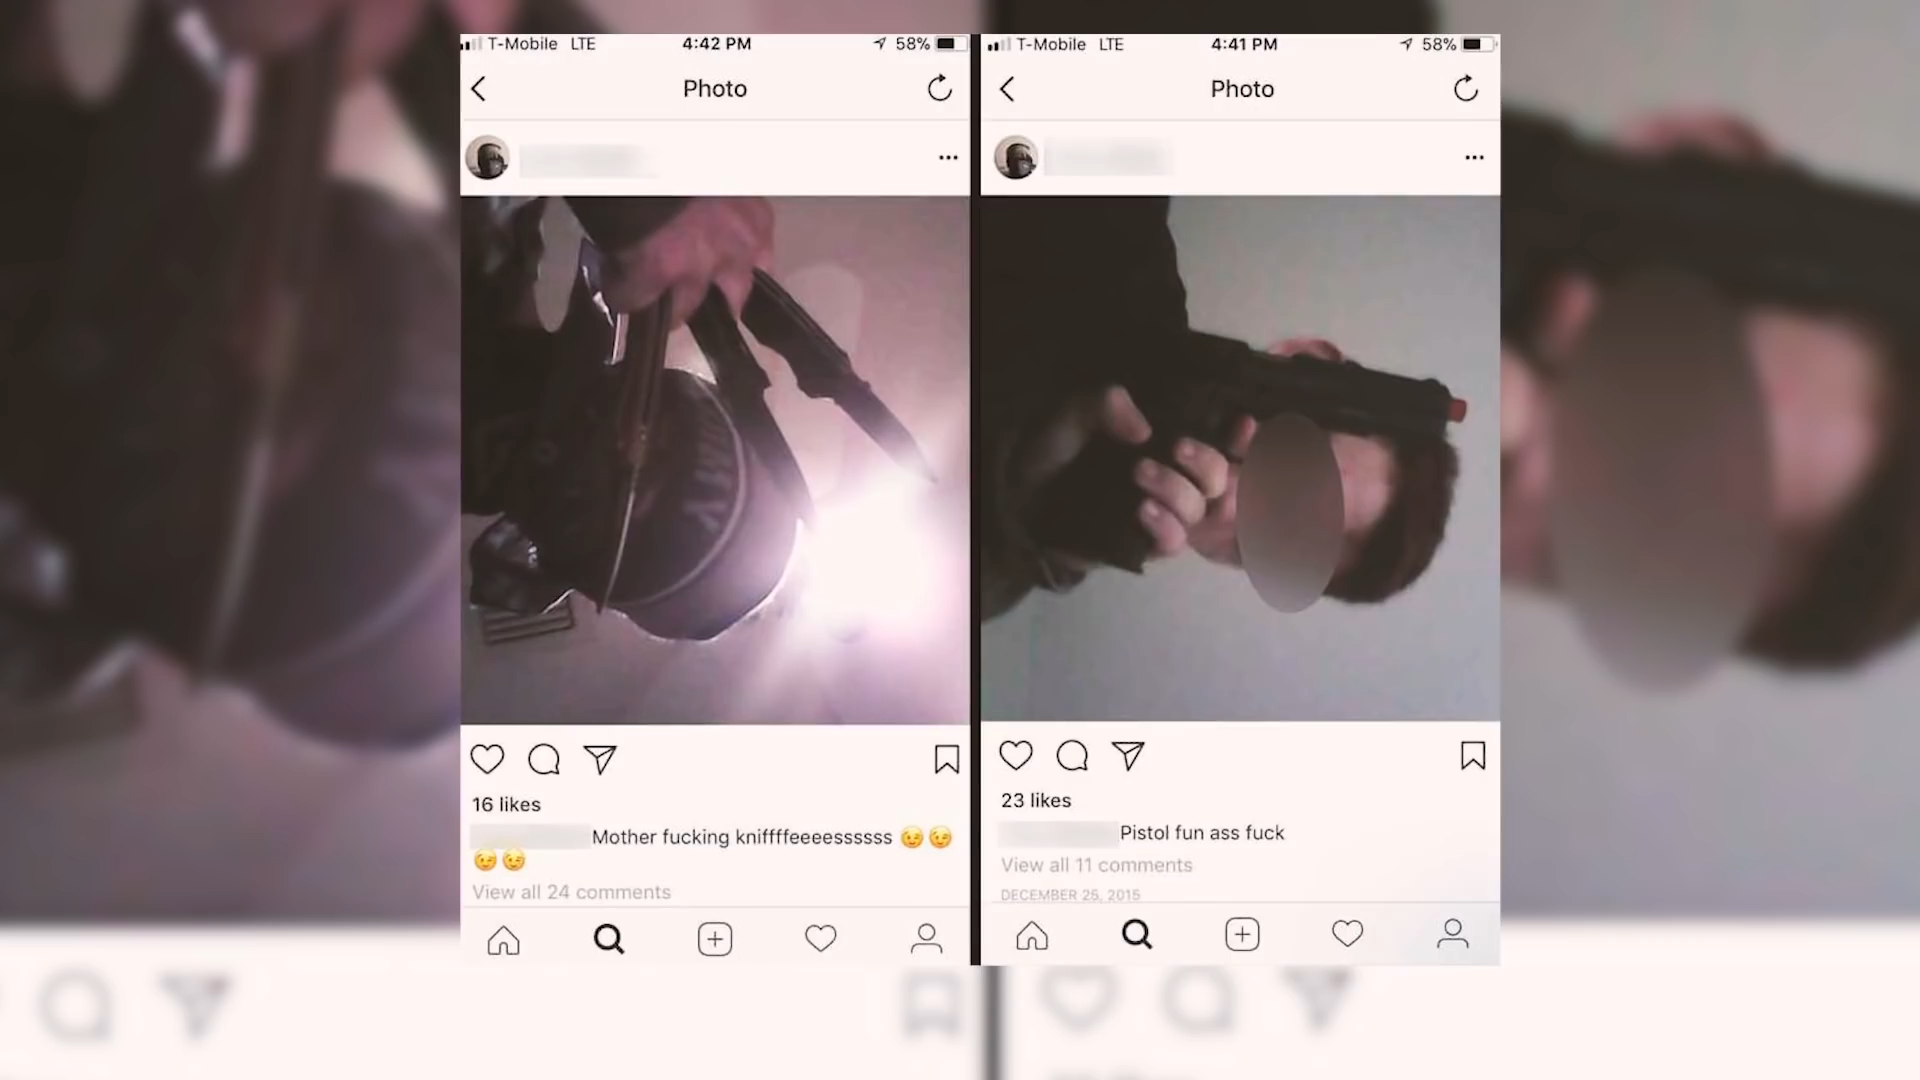 T-Mobile LTE 4:42 PM 58%
Photo
16 likes
Mother fucking knifffffeeeessssss 😉😉
😉😉
View all 24 comments
T-Mobile LTE 4:41 PM 58%
Photo
23 likes
Pistol fun ass fuck
View all 11 comments
DECEMBER 25, 2015